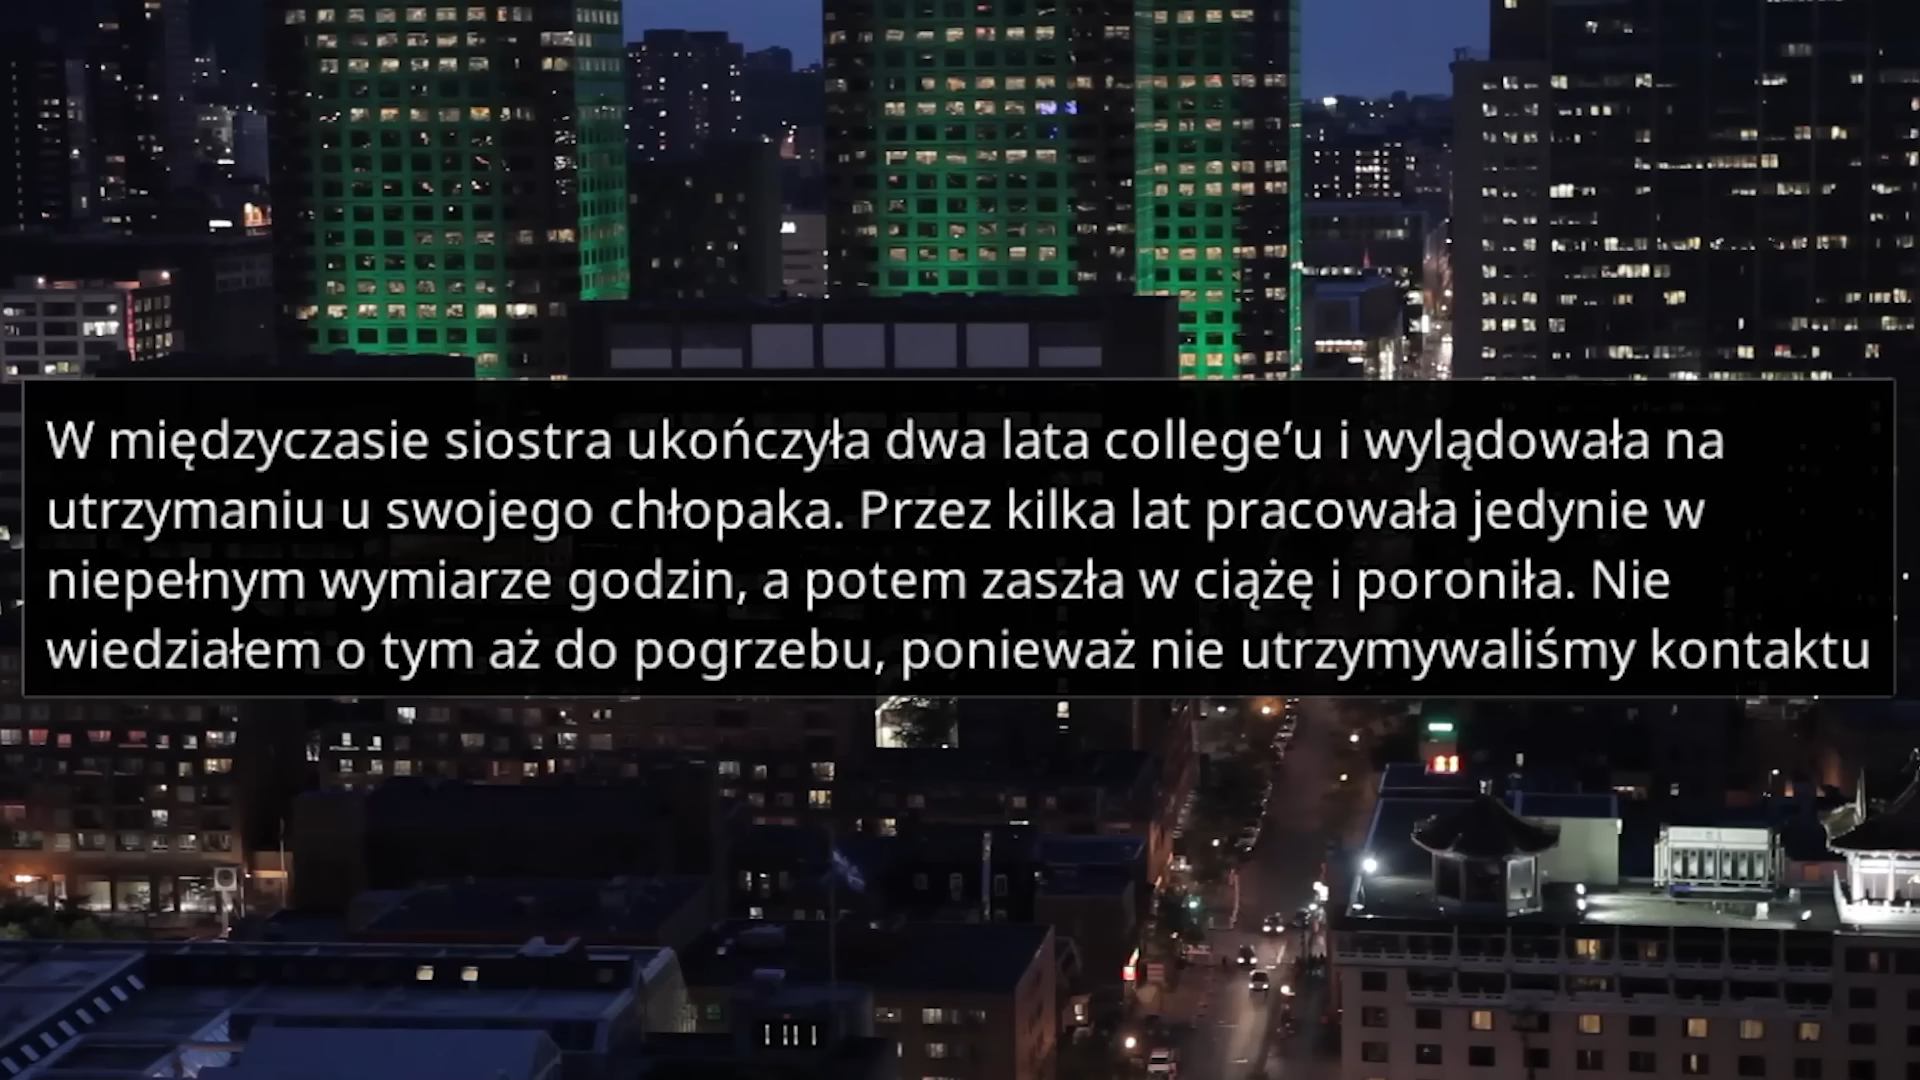 W międzyczasie siostra ukończyła dwa lata college’u i wylądowała na
utrzymaniu u swojego chłopaka. Przez kilka lat pracowała jedynie w
niepełnym wymiarze godzin, a potem zaszła w ciążę i poroniła. Nie
wiedziałem o tym aż do pogrzebu, ponieważ nie utrzymywaliśmy kontaktu